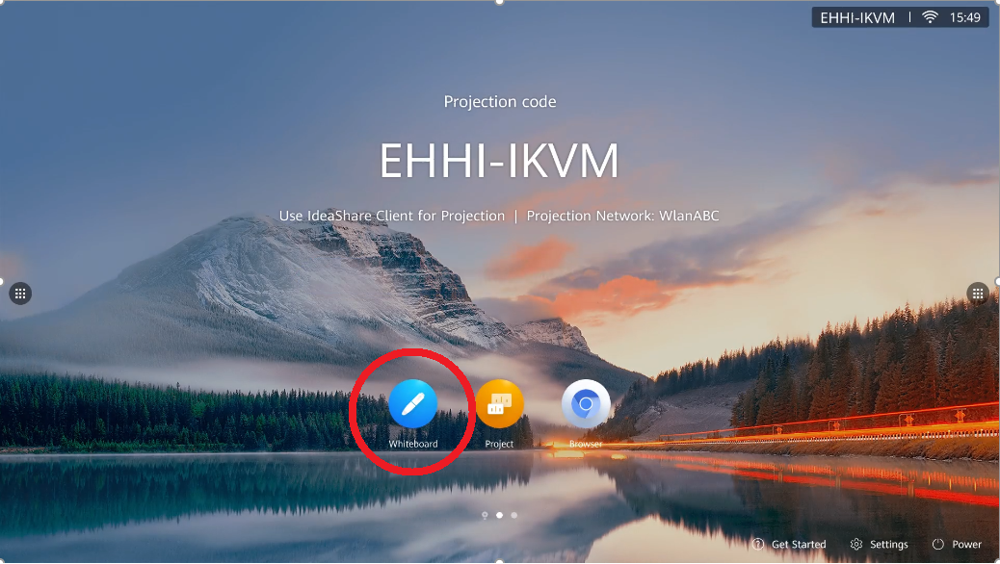 EHHI-IKVM | 15:49
Projection code
EHHI-IKVM
Use IdeaShare Client for Projection | Projection Network: WlanABC
Whiteboard Project Browser
Get Started Settings Power